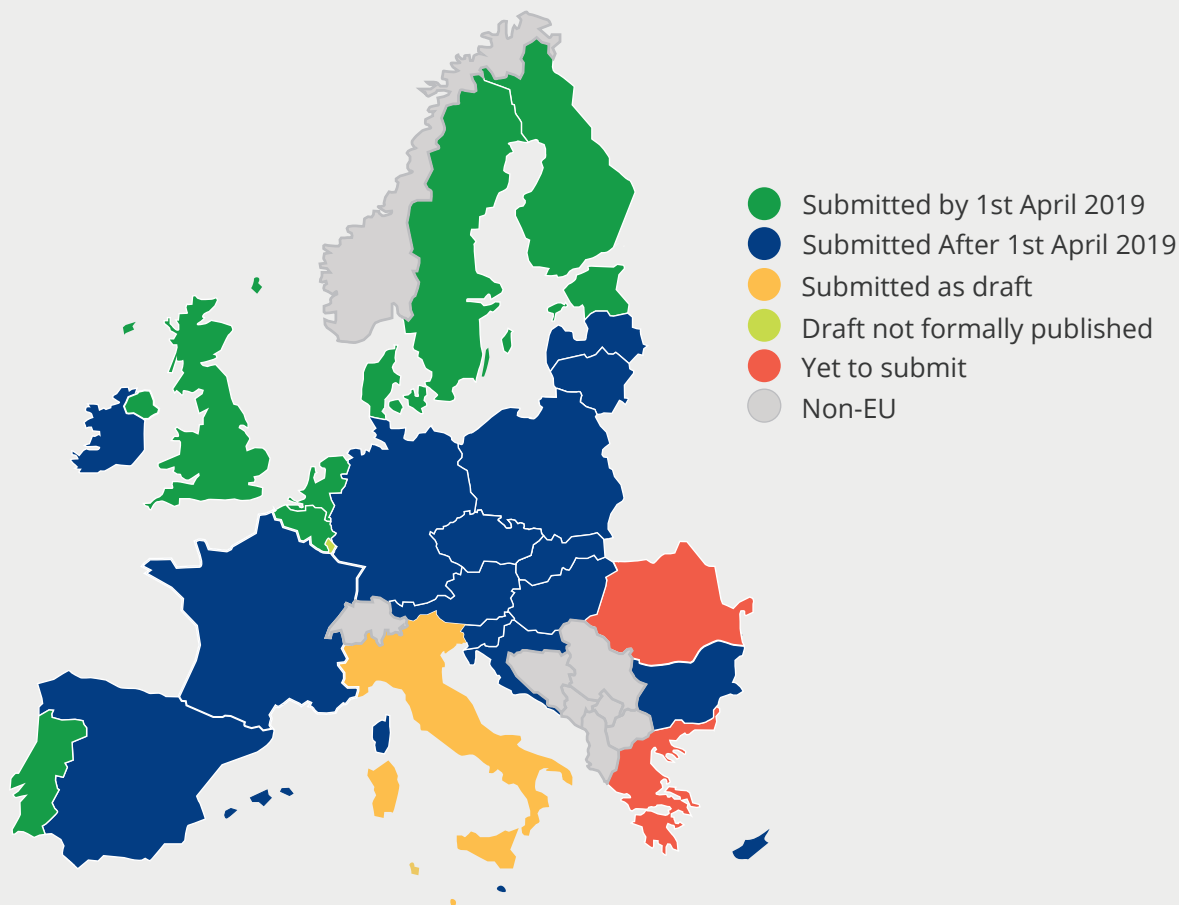 Submitted by 1st April 2019
Submitted After 1st April 2019
Submitted as draft
Draft not formally published
Yet to submit
Non-EU